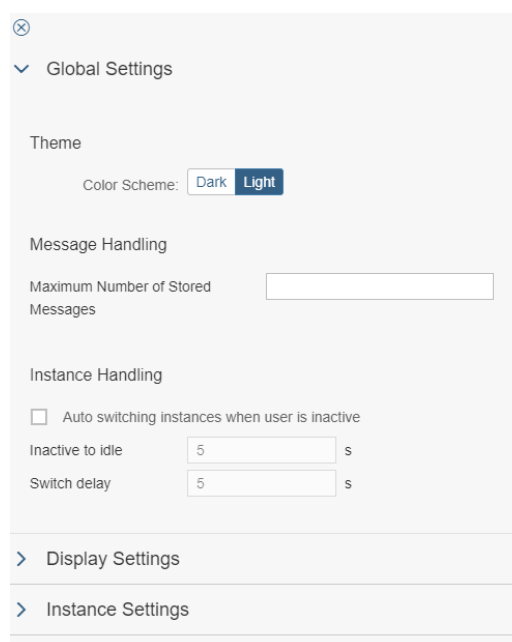 Global Settings
Theme
Color Scheme: Dark Light
Message Handling
Maximum Number of Stored
Messages
Instance Handling
Auto switching instances when user is inactive
Inactive to idle 5 s
Switch delay 5 s
Display Settings
Instance Settings